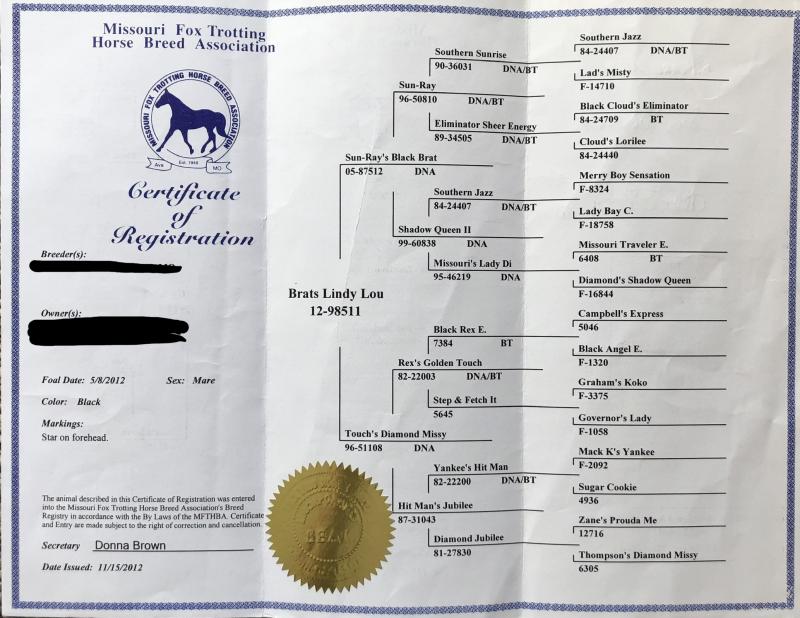 Missouri Fox Trotting
Horse Breed Association
MISSOURI FOX TROTTING HORSE BREED ASSOCIATION
Ava
Est. 1948
MO
Certificate
of
Registration
Breeder(s):
Owner(s):
Foal Date: 5/8/2012 Sex: Mare
Color: Black
Markings:
Star on forehead.
The animal described in this Certificate of Registration was entered
into the Missouri Fox Trotting Horse Breed Association's Breed
Registry in accordance with the By Laws of the MFTHBA. Certificate
and Entry are made subject to the right of correction and cancellation.
Secretary Donna Brown
Date Issued: 11/15/2012
Brats Lindy Lou
12-98511
Sun-Ray's Black Brat
05-87512 DNA
Touch's Diamond Missy
96-51108 DNA
Sun-Ray
96-50810 DNA/BT
Shadow Queen II
99-60838 DNA
Rex's Golden Touch
82-22003 DNA/BT
Hit Man's Jubilee
87-31043
Southern Sunrise
90-36031 DNA/BT
Eliminator Sheer Energy
89-34505 DNA/BT
Southern Jazz
84-24407 DNA/BT
Missouri's Lady Di
95-46219 DNA
Black Rex E.
7384 BT
Step & Fetch It
5645
Yankee's Hit Man
82-22200 DNA/BT
Diamond Jubilee
81-27830
Southern Jazz
84-24407 DNA/BT
Lad's Misty
F-14710
Black Cloud's Eliminator
84-24709 BT
Cloud's Lorilee
84-24440
Merry Boy Sensation
F-8324
Lady Bay C.
F-18758
Missouri Traveler E.
6408 BT
Diamond's Shadow Queen
F-16844
Campbell's Express
5046
Black Angel E.
F-1320
Graham's Koko
F-3375
Governor's Lady
F-1058
Mack K's Yankee
F-2092
Sugar Cookie
4936
Zane's Prouda Me
12716
Thompson's Diamond Missy
6305